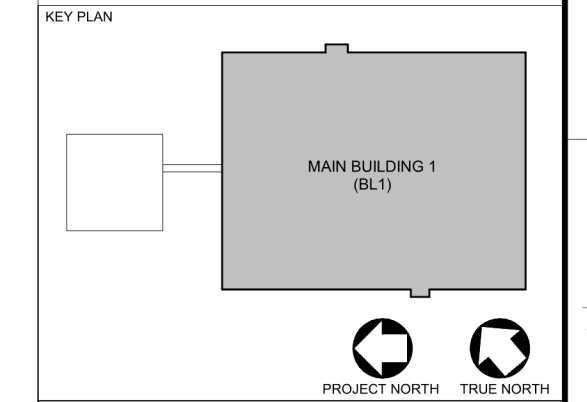 KEY PLAN
MAIN BUILDING 1
(BL1)
PROJECT NORTH
TRUE NORTH